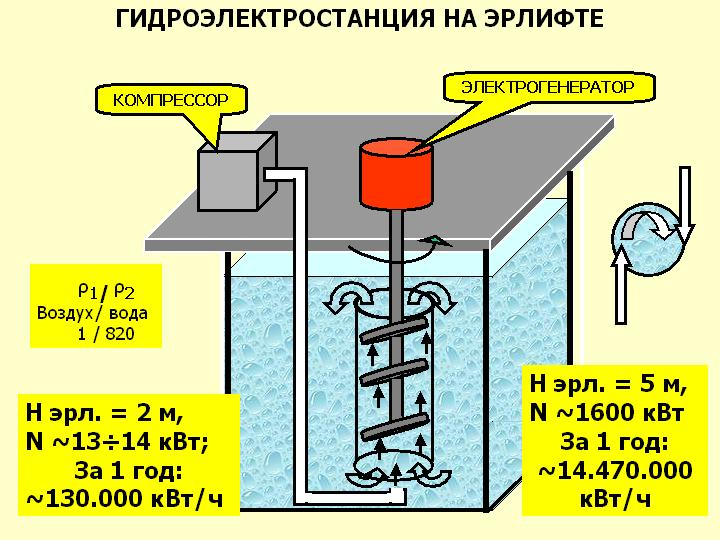 ГИДРОЭЛЕКТРОСТАНЦИЯ НА ЭРЛИФТЕ
КОМПРЕССОР
ЭЛЕКТРОГЕНЕРАТОР
ρ1/ ρ2
Воздух/ вода
1 / 820
Н эрл. = 2 м,
N ~13÷14 кВт;
За 1 год:
~130.000 кВт/ч
Н эрл. = 5 м,
N ~1600 кВт
За 1 год:
~14.470.000
кВт/ч